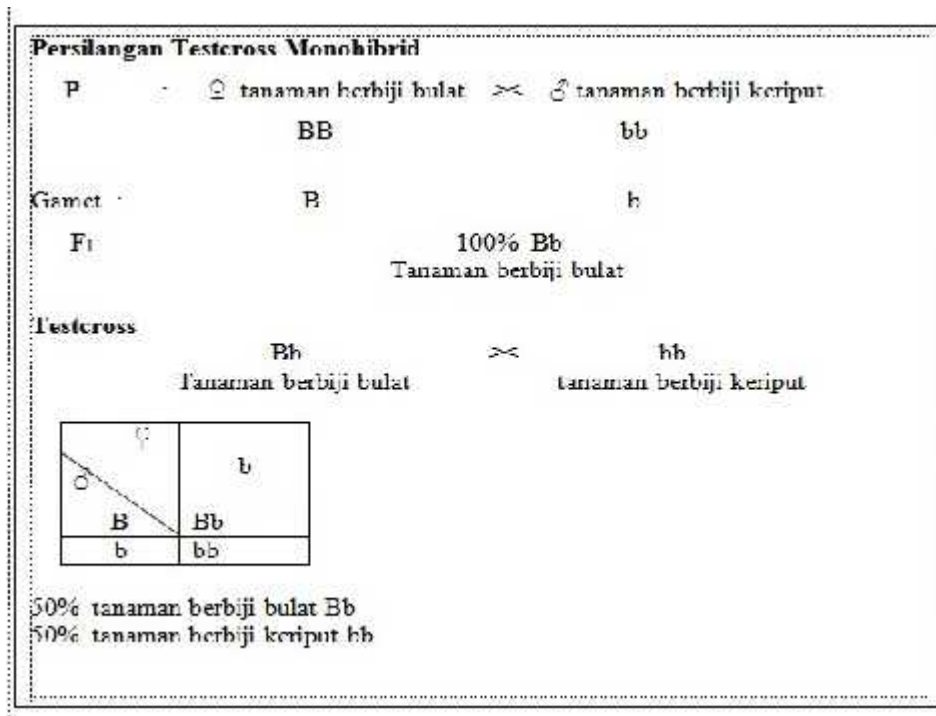 Persilangan Testcross Monohibrid
P : ♀ tanaman berbiji bulat >< ♂ tanaman berbiji keriput
BB bb
Gamet : B b
F1 100% Bb
Tanaman berbiji bulat
Testcross
Bb >< bb
Tanaman berbiji bulat tanaman berbiji keriput
♀
♂ b
B Bb
b bb
50% tanaman berbiji bulat Bb
50% tanaman berbiji keriput bb